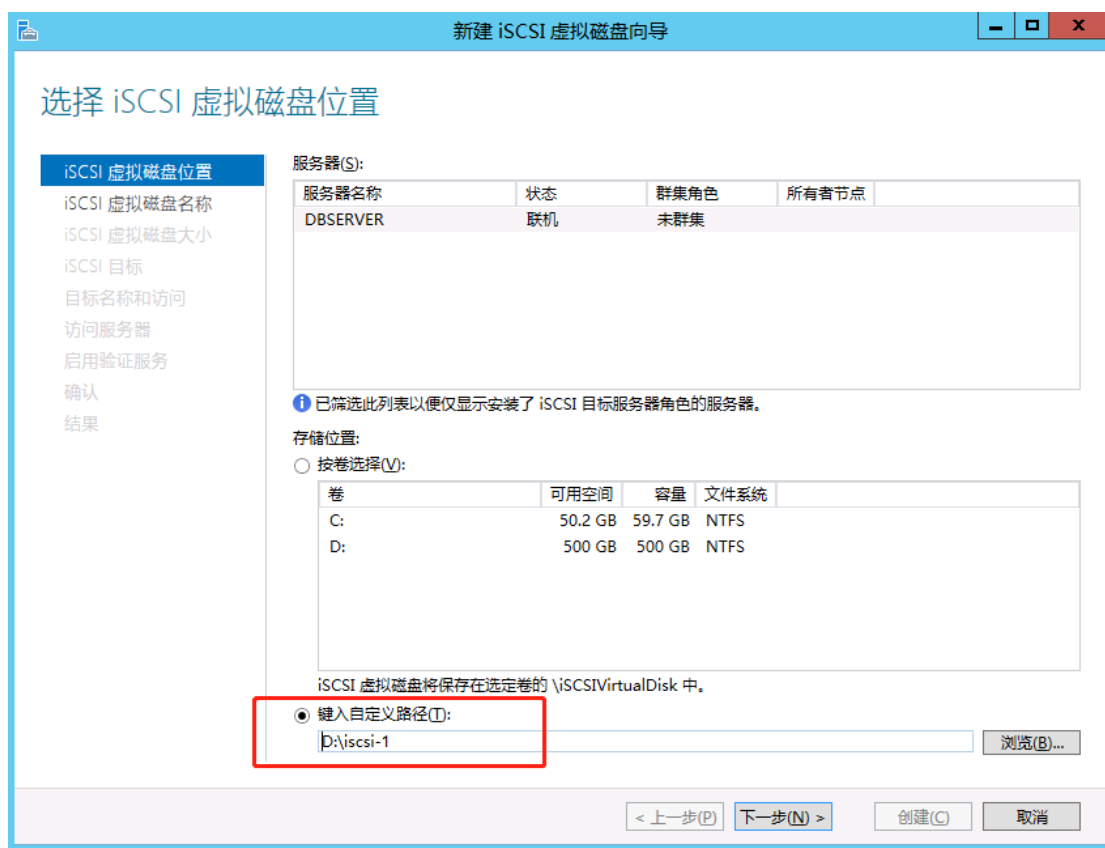 新建 iSCSI 虚拟磁盘向导
选择 iSCSI 虚拟磁盘位置
iSCSI 虚拟磁盘位置
iSCSI 虚拟磁盘名称
iSCSI 虚拟磁盘大小
iSCSI 目标
目标名称和访问
访问服务器
启用验证服务
确认
结果
服务器(S):
服务器名称 状态 群集角色 所有者节点
DBSERVER 联机 未群集
已筛选此列表以便仅显示安装了 iSCSI 目标服务器角色的服务器。
存储位置:
按卷选择(V):
卷 可用空间 容量 文件系统
C: 50.2 GB 59.7 GB NTFS
D: 500 GB 500 GB NTFS
iSCSI 虚拟磁盘将保存在选定卷的 \iSCSIVirtualDisk 中。
键入自定义路径(T):
D:\iscsi-1 浏览(B)...
< 上一步(P) 下一步(N) > 创建(C) 取消